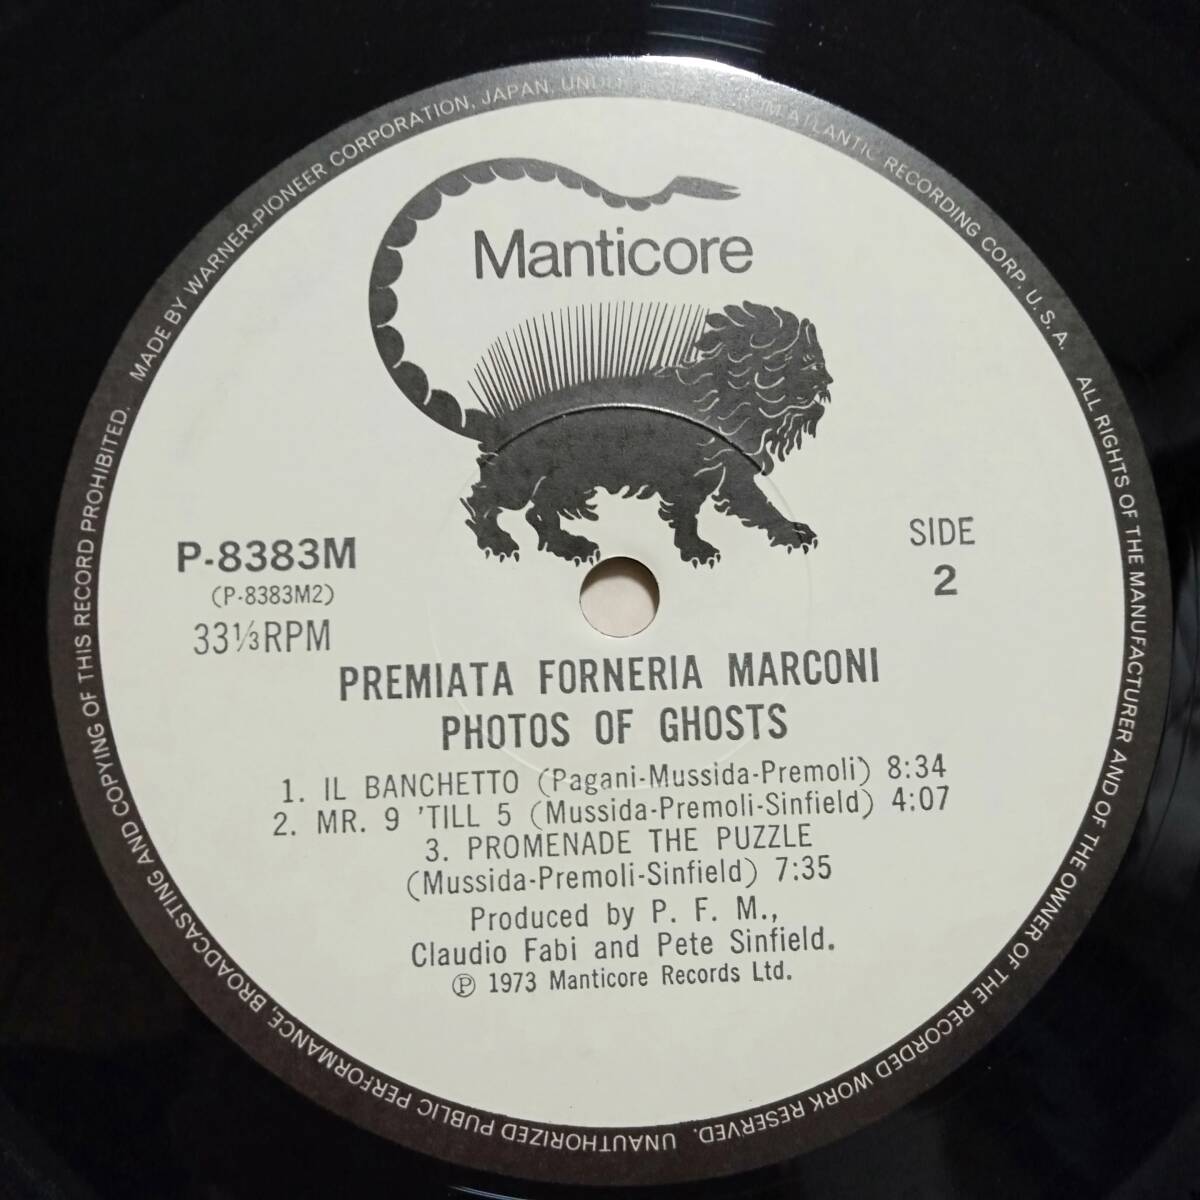 MADE BY WARNER-PIONEER CORPORATION, JAPAN, ATLANTIC RECORDING CORP. U.S.A.
ALL RIGHTS OF THE MANUFACTURER AND OF THE OWNER OF THE RECORDED WORK RESERVED.
UNAUTHORIZED PUBLIC PERFORMANCE, BROADCASTING AND COPYING OF THIS RECORD PROHIBITED.
Manticore
P-8383M
(P-8383M2)
33⅓RPM
SIDE
2
PREMIATA FORNERIA MARCONI
PHOTOS OF GHOSTS
1. IL BANCHETTO (Pagani-Mussida-Premoli) 8:34
2. MR. 9 'TILL 5 (Mussida-Premoli-Sinfield) 4:07
3. PROMENADE THE PUZZLE
(Mussida-Premoli-Sinfield) 7:35
Produced by P. F. M.,
Claudio Fabi and Pete Sinfield.
Ⓟ 1973 Manticore Records Ltd.